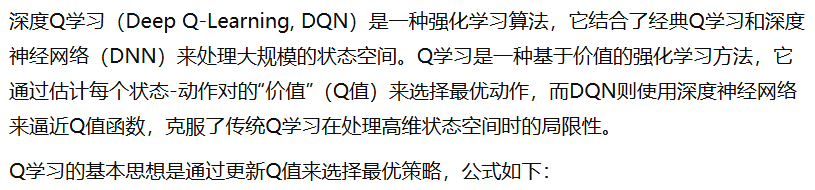 深度Q学习（Deep Q-Learning, DQN）是一种强化学习算法，它结合了经典Q学习和深度
神经网络（DNN）来处理大规模的状态空间。Q学习是一种基于价值的强化学习方法，它
通过估计每个状态-动作对的“价值”（Q值）来选择最优动作，而DQN则使用深度神经网络
来逼近Q值函数，克服了传统Q学习在处理高维状态空间时的局限性。
Q学习的基本思想是通过更新Q值来选择最优策略，公式如下：